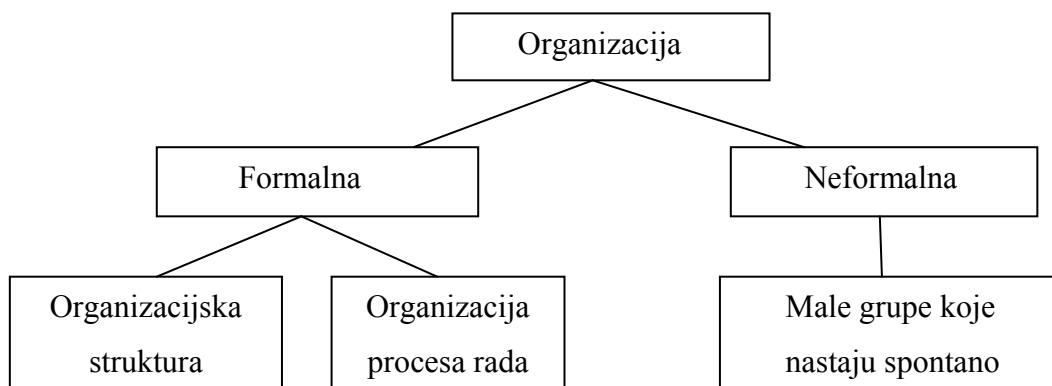 Organizacija
Formalna
Neformalna
Organizacijska
struktura
Organizacija
procesa rada
Male grupe koje
nastaju spontano